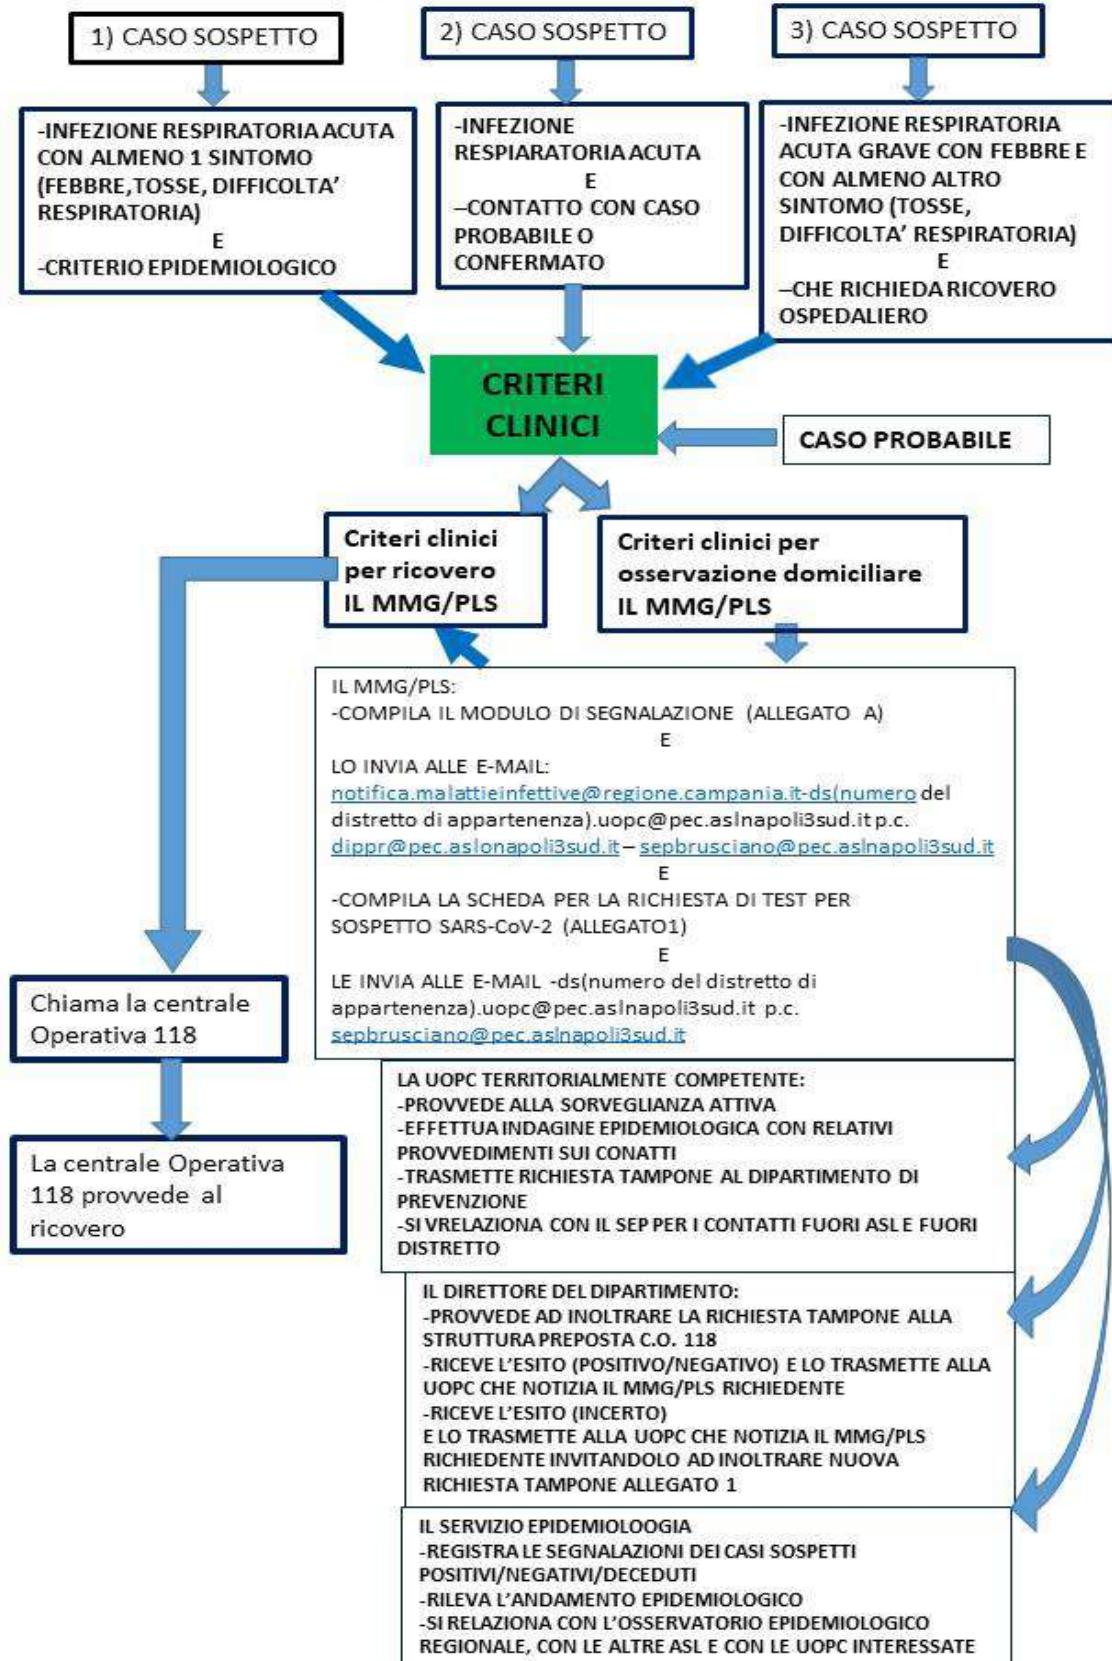 1) CASO SOSPETTO
2) CASO SOSPETTO
3) CASO SOSPETTO
-INFEZIONE RESPIRATORIA ACUTA
CON ALMENO 1 SINTOMO
(FEBBRE,TOSSE, DIFFICOLTA’
RESPIRATORIA)
E
-CRITERIO EPIDEMIOLOGICO
-INFEZIONE
RESPIARATORIA ACUTA
E
–CONTATTO CON CASO
PROBABILE O
CONFERMATO
-INFEZIONE RESPIRATORIA
ACUTA GRAVE CON FEBBRE E
CON ALMENO ALTRO
SINTOMO (TOSSE,
DIFFICOLTA’ RESPIRATORIA)
E
–CHE RICHIEDA RICOVERO
OSPEDALIERO
CRITERI
CLINICI
CASO PROBABILE
Criteri clinici
per ricovero
IL MMG/PLS
Criteri clinici per
osservazione domiciliare
IL MMG/PLS
IL MMG/PLS:
-COMPILA IL MODULO DI SEGNALAZIONE (ALLEGATO A)
E
LO INVIA ALLE E-MAIL:
notifica.malattieinfettive@regione.campania.it-ds(numero del
distretto di appartenenza).uopc@pec.aslnapoli3sud.it p.c.
dippr@pec.aslonapoli3sud.it – sepbrusciano@pec.aslnapoli3sud.it
E
-COMPILA LA SCHEDA PER LA RICHIESTA DI TEST PER
SOSPETTO SARS-CoV-2 (ALLEGATO1)
E
LE INVIA ALLE E-MAIL -ds(numero del distretto di
appartenenza).uopc@pec.aslnapoli3sud.it p.c.
sepbrusciano@pec.aslnapoli3sud.it
Chiama la centrale
Operativa 118
La centrale Operativa
118 provvede al
ricovero
LA UOPC TERRITORIALMENTE COMPETENTE:
-PROVVEDE ALLA SORVEGLIANZA ATTIVA
-EFFETTUA INDAGINE EPIDEMIOLOGICA CON RELATIVI
PROVVEDIMENTI SUI CONATTI
-TRASMETTE RICHIESTA TAMPONE AL DIPARTIMENTO DI
PREVENZIONE
-SI VRELAZIONA CON IL SEP PER I CONTATTI FUORI ASL E FUORI
DISTRETTO
IL DIRETTORE DEL DIPARTIMENTO:
-PROVVEDE AD INOLTRARE LA RICHIESTA TAMPONE ALLA
STRUTTURA PREPOSTA C.O. 118
-RICEVE L’ESITO (POSITIVO/NEGATIVO) E LO TRASMETTE ALLA
UOPC CHE NOTIZIA IL MMG/PLS RICHIEDENTE
-RICEVE L’ESITO (INCERTO)
E LO TRASMETTE ALLA UOPC CHE NOTIZIA IL MMG/PLS
RICHIEDENTE INVITANDOLO AD INOLTRARE NUOVA
RICHIESTA TAMPONE ALLEGATO 1
IL SERVIZIO EPIDEMIOLOOGIA
-REGISTRA LE SEGNALAZIONI DEI CASI SOSPETTI
POSITIVI/NEGATIVI/DECEDUTI
-RILEVA L’ANDAMENTO EPIDEMIOLOGICO
-SI RELAZIONA CON L’OSSERVATORIO EPIDEMIOLOGICO
REGIONALE, CON LE ALTRE ASL E CON LE UOPC INTERESSATE